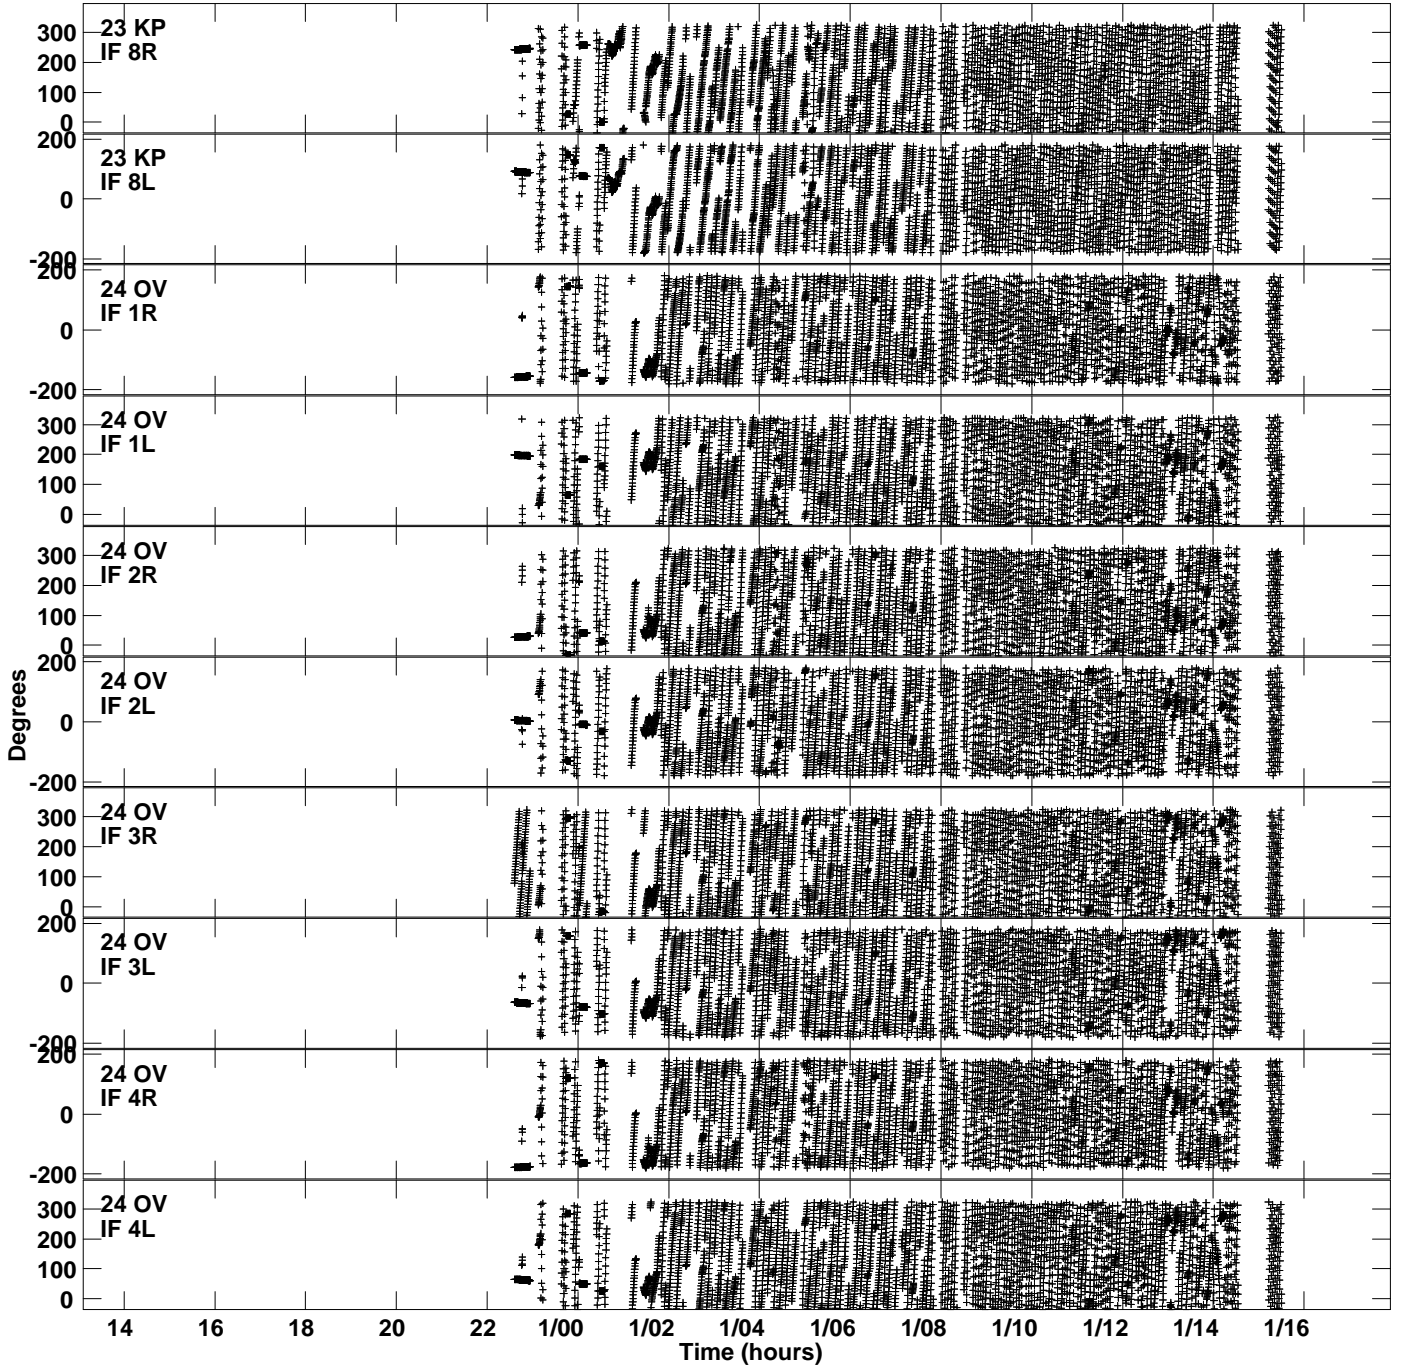 300
200
100
0
23 KP
IF 8R
200
0
-200
23 KP
IF 8L
200
0
-200
24 OV
IF 1R
300
200
100
0
24 OV
IF 1L
300
200
100
0
24 OV
IF 2R
200
0
-200
24 OV
IF 2L
300
200
100
0
24 OV
IF 3R
200
0
-200
24 OV
IF 3L
200
0
-200
24 OV
IF 4R
300
200
100
0
24 OV
IF 4L
Degrees
14 16 18 20 22 1/00 1/02 1/04 1/06 1/08 1/10 1/12 1/14 1/16
Time (hours)